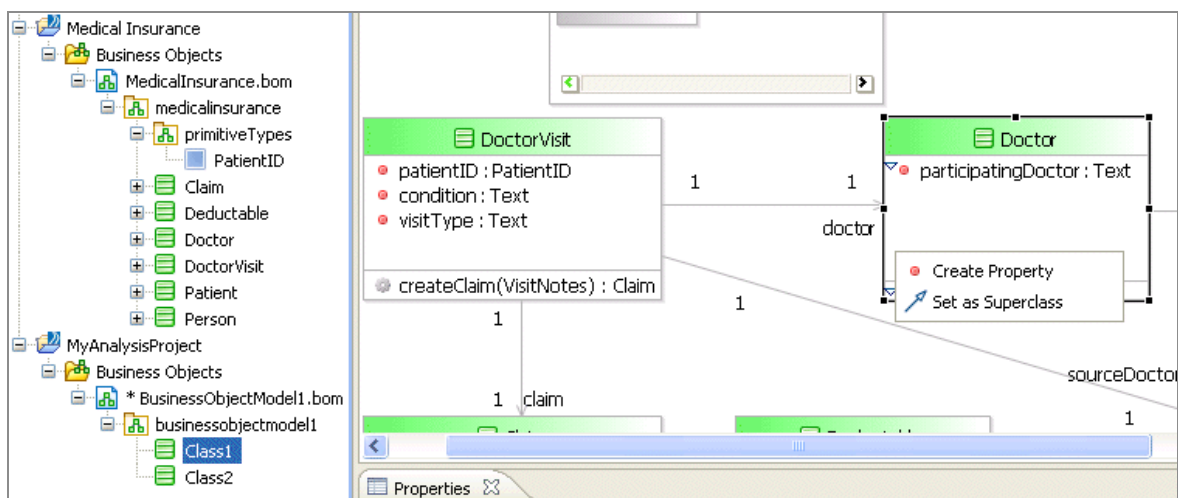 Medical Insurance
Business Objects
MedicalInsurance.bom
medicalinsurance
primitiveTypes
PatientID
Claim
Deductable
Doctor
DoctorVisit
Patient
Person
MyAnalysisProject
Business Objects
* BusinessObjectModel1.bom
businessobjectmodel1
Class1
Class2
DoctorVisit
patientID : PatientID
condition : Text
visitType : Text
createClaim(VisitNotes) : Claim
1
1
doctor
Doctor
participatingDoctor : Text
Create Property
Set as Superclass
1
1
sourceDoctor
1
1
claim
Properties